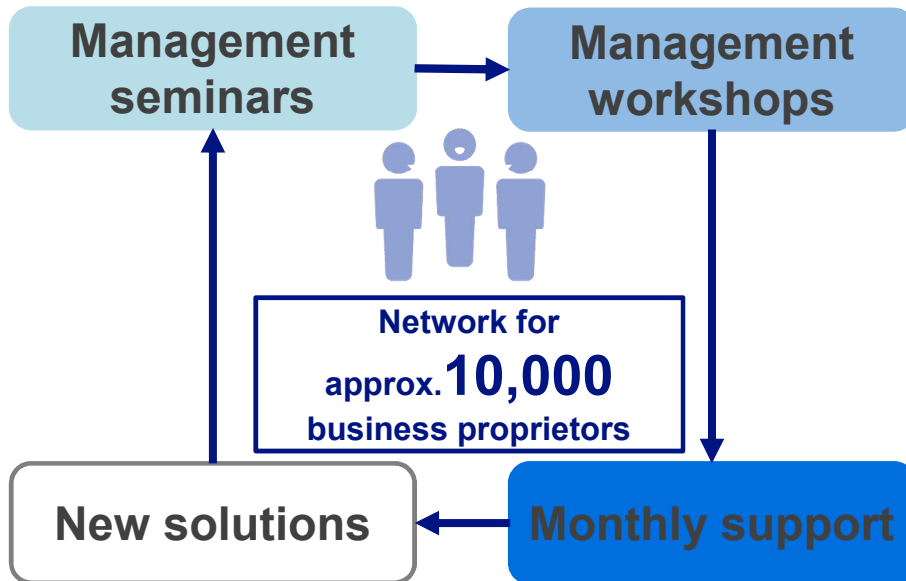 Management
seminars
Management
workshops
Network for
approx.10,000
business proprietors
New solutions
Monthly support